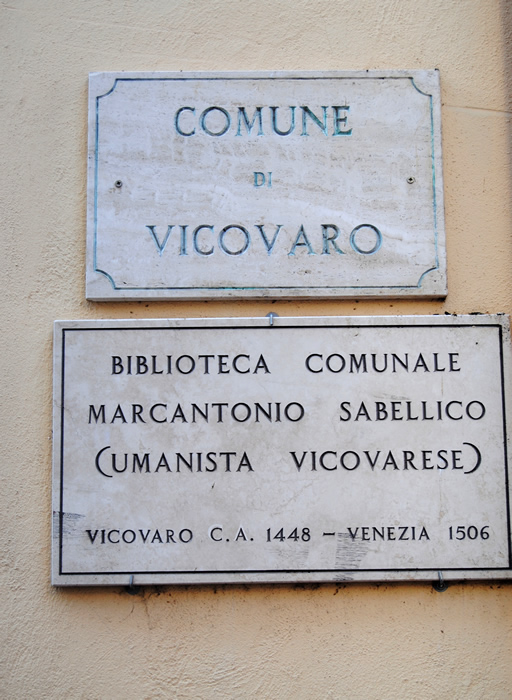 COMUNE
DI
VICOVARO
BIBLIOTECA COMUNALE
MARCANTONIO SABELLICO
(UMANISTA VICOVARESE)
VICOVARO C.A. 1448 – VENEZIA 1506